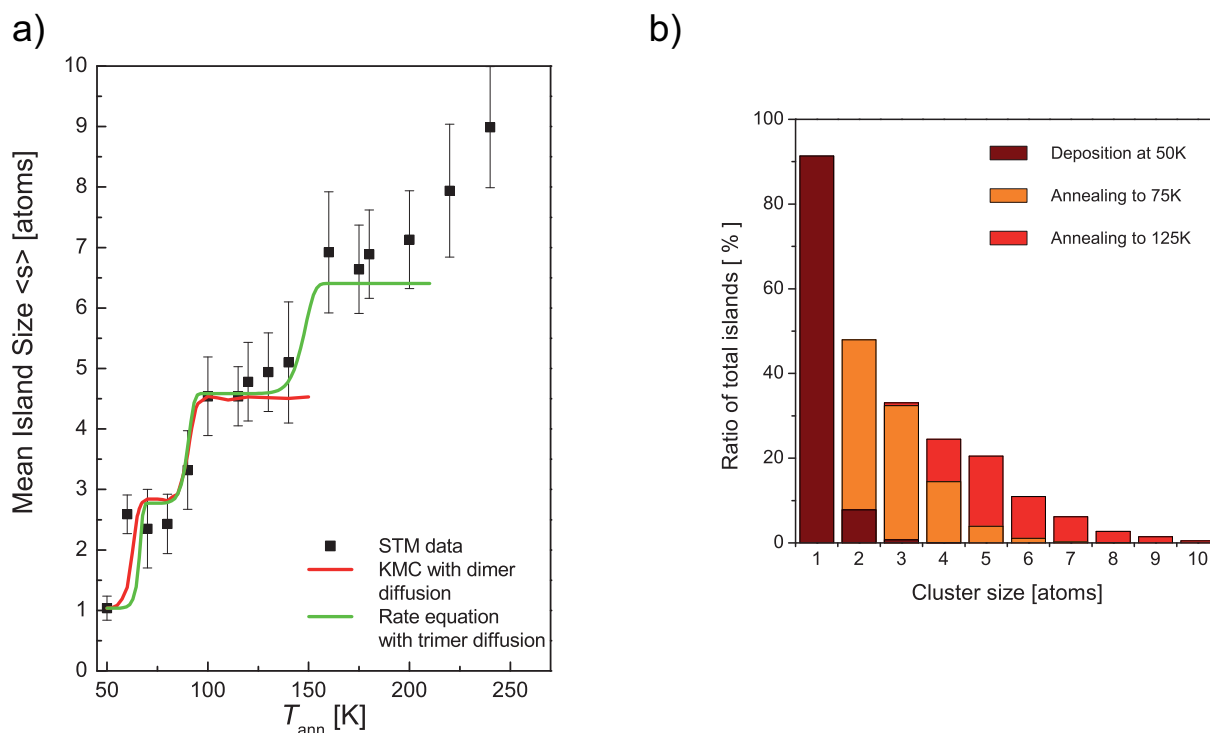 a)
10
9
8
7
6
5
4
3
2
1
0
Mean Island Size <s> [atoms]
STM data
KMC with dimer
diffusion
Rate equation
with trimer diffusion
50
100
150
200
250
T_ann [K]
b)
100
80
60
40
20
0
Ratio of total islands [ % ]
Deposition at 50K
Annealing to 75K
Annealing to 125K
1
2
3
4
5
6
7
8
9
10
Cluster size [atoms]